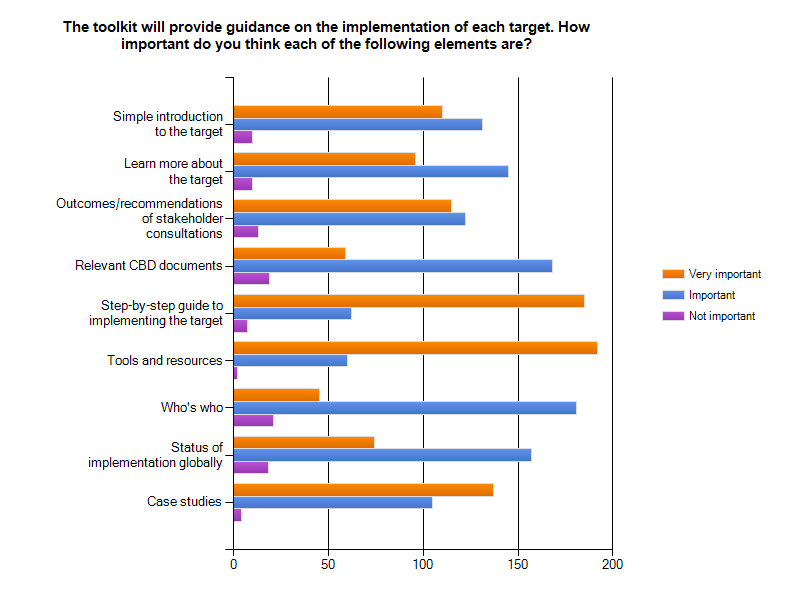 The toolkit will provide guidance on the implementation of each target. How
important do you think each of the following elements are?
Simple introduction
to the target
Learn more about
the target
Outcomes/recommendations
of stakeholder
consultations
Relevant CBD documents
Step-by-step guide to
implementing the target
Tools and resources
Who's who
Status of
implementation globally
Case studies
0 50 100 150 200
Very important
Important
Not important